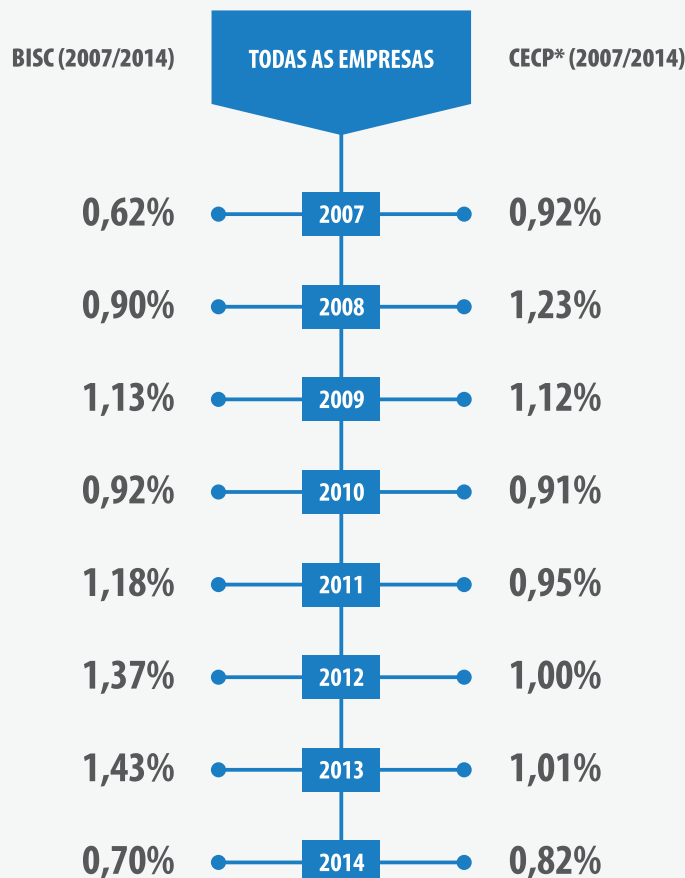 BISC (2007/2014) TODAS AS EMPRESAS CECP* (2007/2014)
0,62% 2007 0,92%
0,90% 2008 1,23%
1,13% 2009 1,12%
0,92% 2010 0,91%
1,18% 2011 0,95%
1,37% 2012 1,00%
1,43% 2013 1,01%
0,70% 2014 0,82%